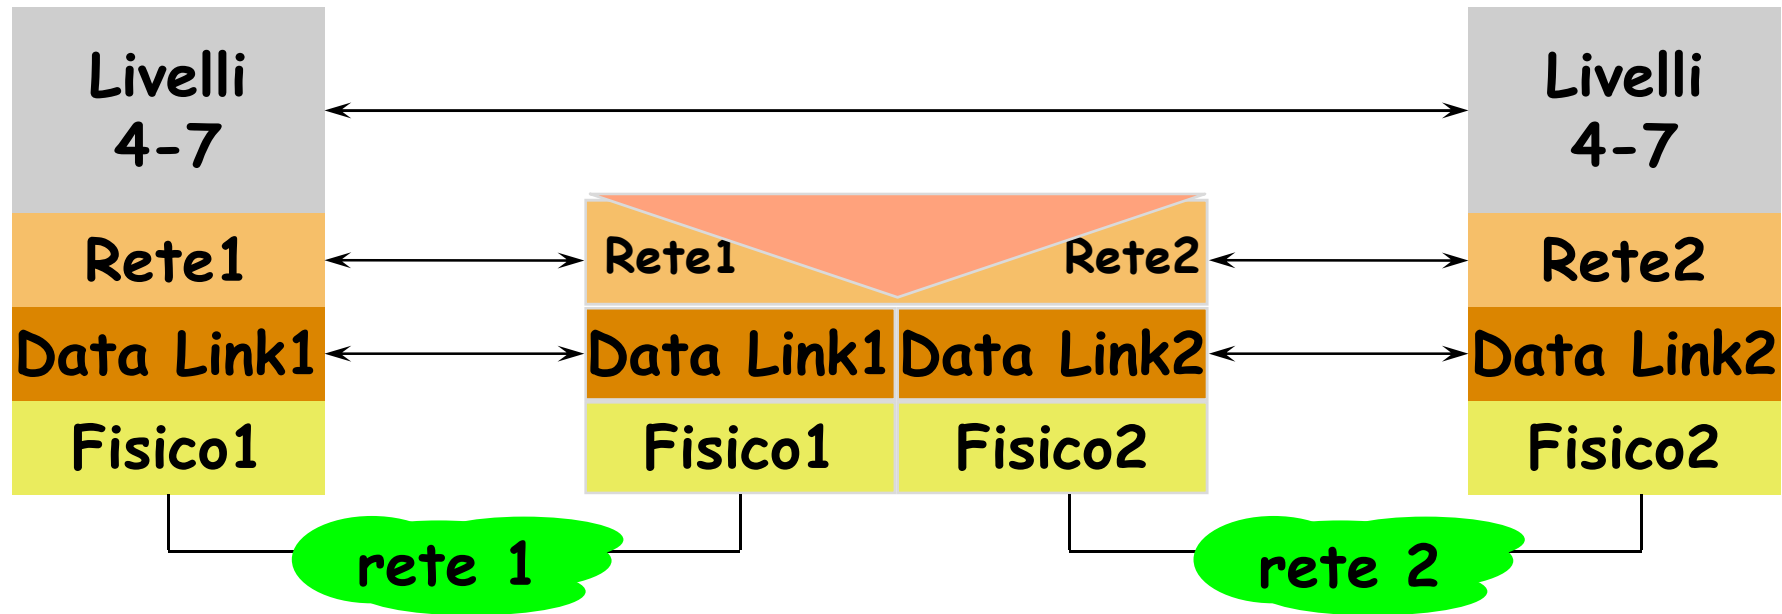 Livelli
4-7
Livelli
4-7
Rete1
Rete1
Rete2
Rete2
Data Link1
Data Link1
Data Link2
Data Link2
Fisico1
Fisico1
Fisico2
Fisico2
rete 1
rete 2